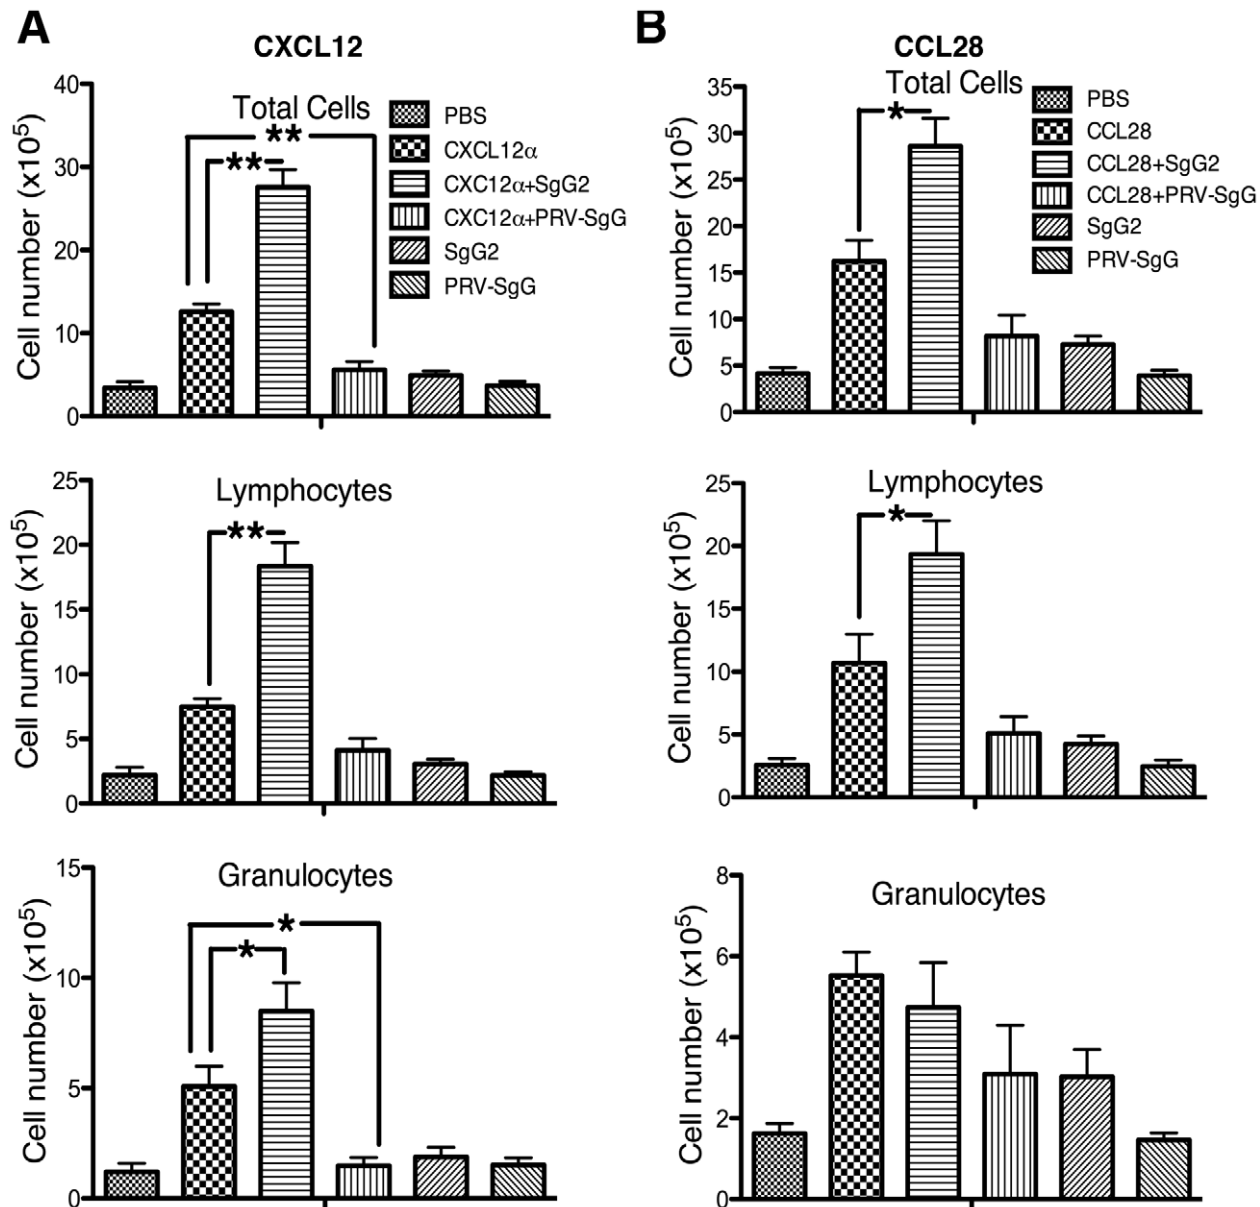 A
CXCL12
Total Cells
Cell number (x10⁵)
40
30
20
10
0
**
**
PBS
CXCL12α
CXC12α+SgG2
CXC12α+PRV-SgG
SgG2
PRV-SgG
Lymphocytes
Cell number (x10⁵)
25
20
15
10
5
0
**
Granulocytes
Cell number (x10⁵)
15
10
5
0
*
*
B
CCL28
Total Cells
Cell number (x10⁵)
35
30
25
20
15
10
5
0
*
PBS
CCL28
CCL28+SgG2
CCL28+PRV-SgG
SgG2
PRV-SgG
Lymphocytes
Cell number (x10⁵)
25
20
15
10
5
0
*
Granulocytes
Cell number (x10⁵)
8
6
4
2
0